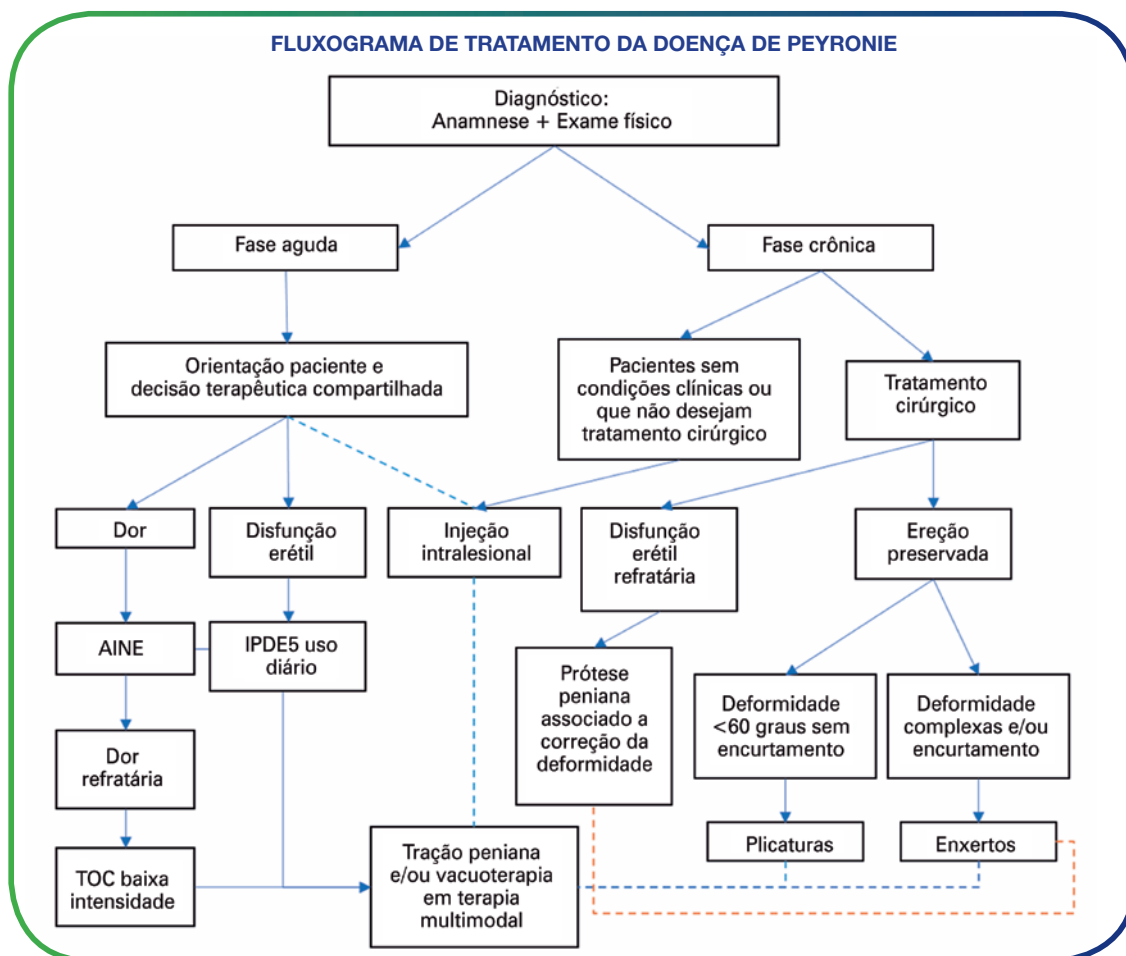 FLUXOGRAMA DE TRATAMENTO DA DOENÇA DE PEYRONIE
Diagnóstico:
Anamnese + Exame físico
Fase aguda
Fase crônica
Orientação paciente e
decisão terapêutica compartilhada
Pacientes sem
condições clínicas ou
que não desejam
tratamento cirúrgico
Tratamento
cirúrgico
Dor
Disfunção
erétil
Injeção
intralesional
Disfunção
erétil
refratária
Ereção
preservada
AINE
IPDE5 uso
diário
Prótese
peniana
associado a
correção da
deformidade
Deformidade
<60 graus sem
encurtamento
Deformidade
complexas e/ou
encurtamento
Dor
refratária
Plicaturas
Enxertos
TOC baixa
intensidade
Tração peniana
e/ou vacuoterapia
em terapia
multimodal